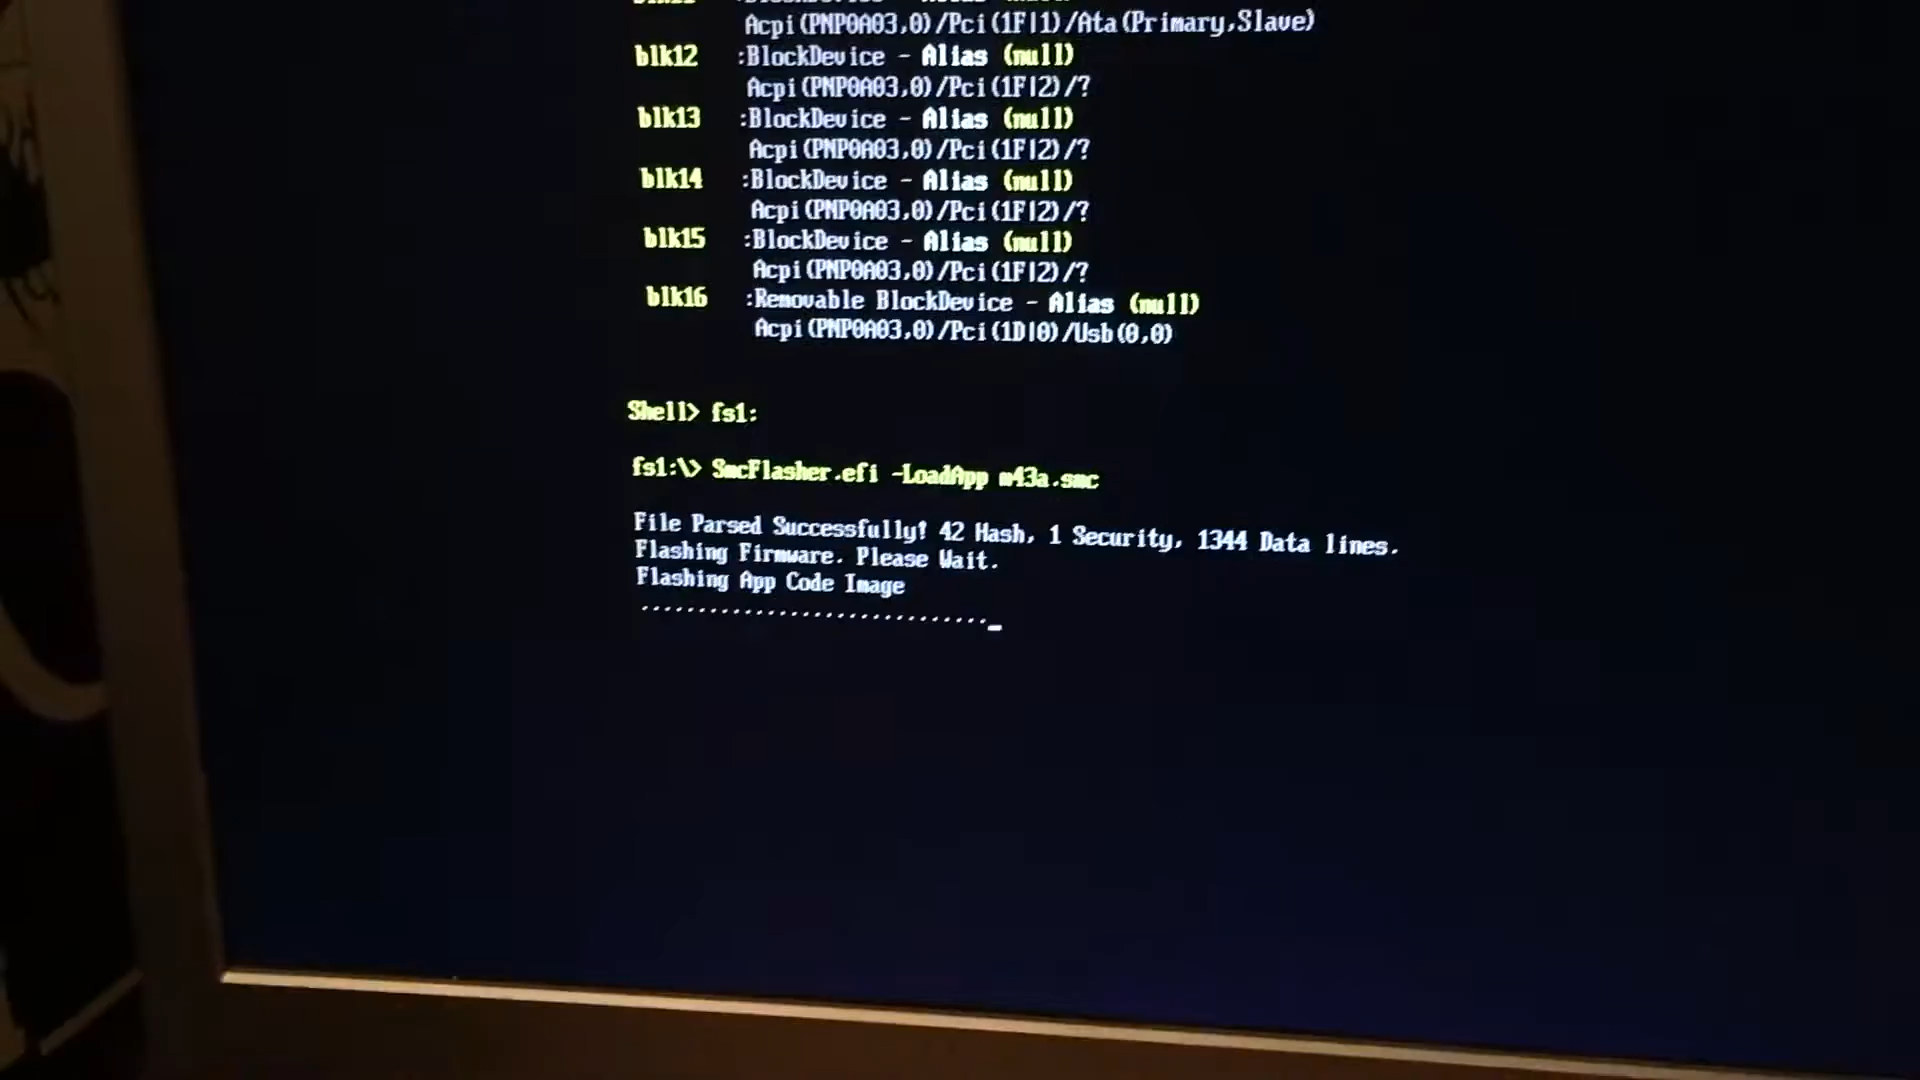 Acpi(PNP0A03,0)/Pci(1F|1)/Ata(Primary,Slave)
blk12 :BlockDevice - Alias (null)
Acpi(PNP0A03,0)/Pci(1F|2)/?
blk13 :BlockDevice - Alias (null)
Acpi(PNP0A03,0)/Pci(1F|2)/?
blk14 :BlockDevice - Alias (null)
Acpi(PNP0A03,0)/Pci(1F|2)/?
blk15 :BlockDevice - Alias (null)
Acpi(PNP0A03,0)/Pci(1F|2)/?
blk16 :Removable BlockDevice - Alias (null)
Acpi(PNP0A03,0)/Pci(1D|0)/Usb(0,0)
Shell> fs1:
fs1:\> SmcFlasher.efi -LoadApp m43a.smc
File Parsed Successfully! 42 Hash, 1 Security, 1344 Data lines.
Flashing Firmware. Please Wait.
Flashing App Code Image
..............................._